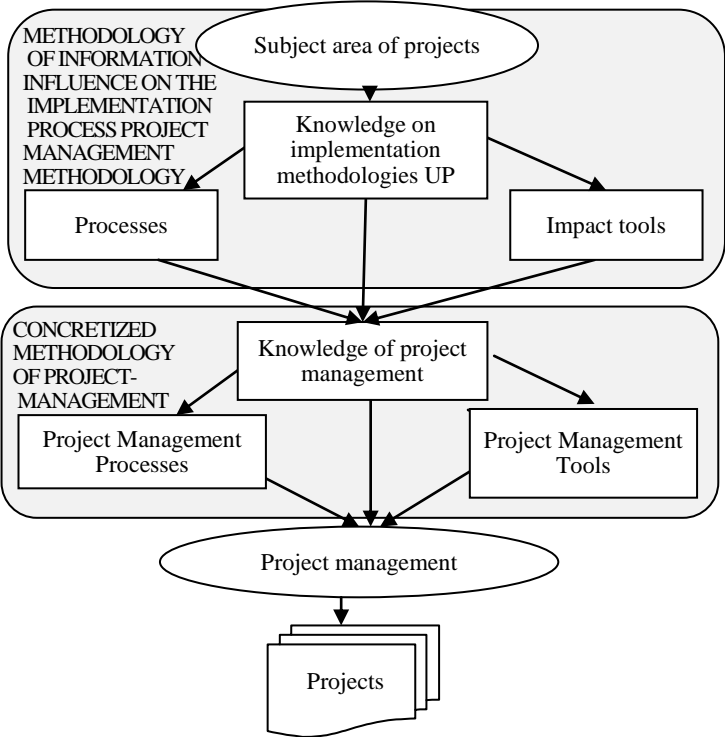 METHODOLOGY
OF INFORMATION
INFLUENCE ON THE
IMPLEMENTATION
PROCESS PROJECT
MANAGEMENT
METHODOLOGY
Subject area of projects
Knowledge on
implementation
methodologies UP
Processes
Impact tools
CONCRETIZED
METHODOLOGY
OF PROJECT-
MANAGEMENT
Knowledge of project
management
Project Management
Processes
Project Management
Tools
Project management
Projects